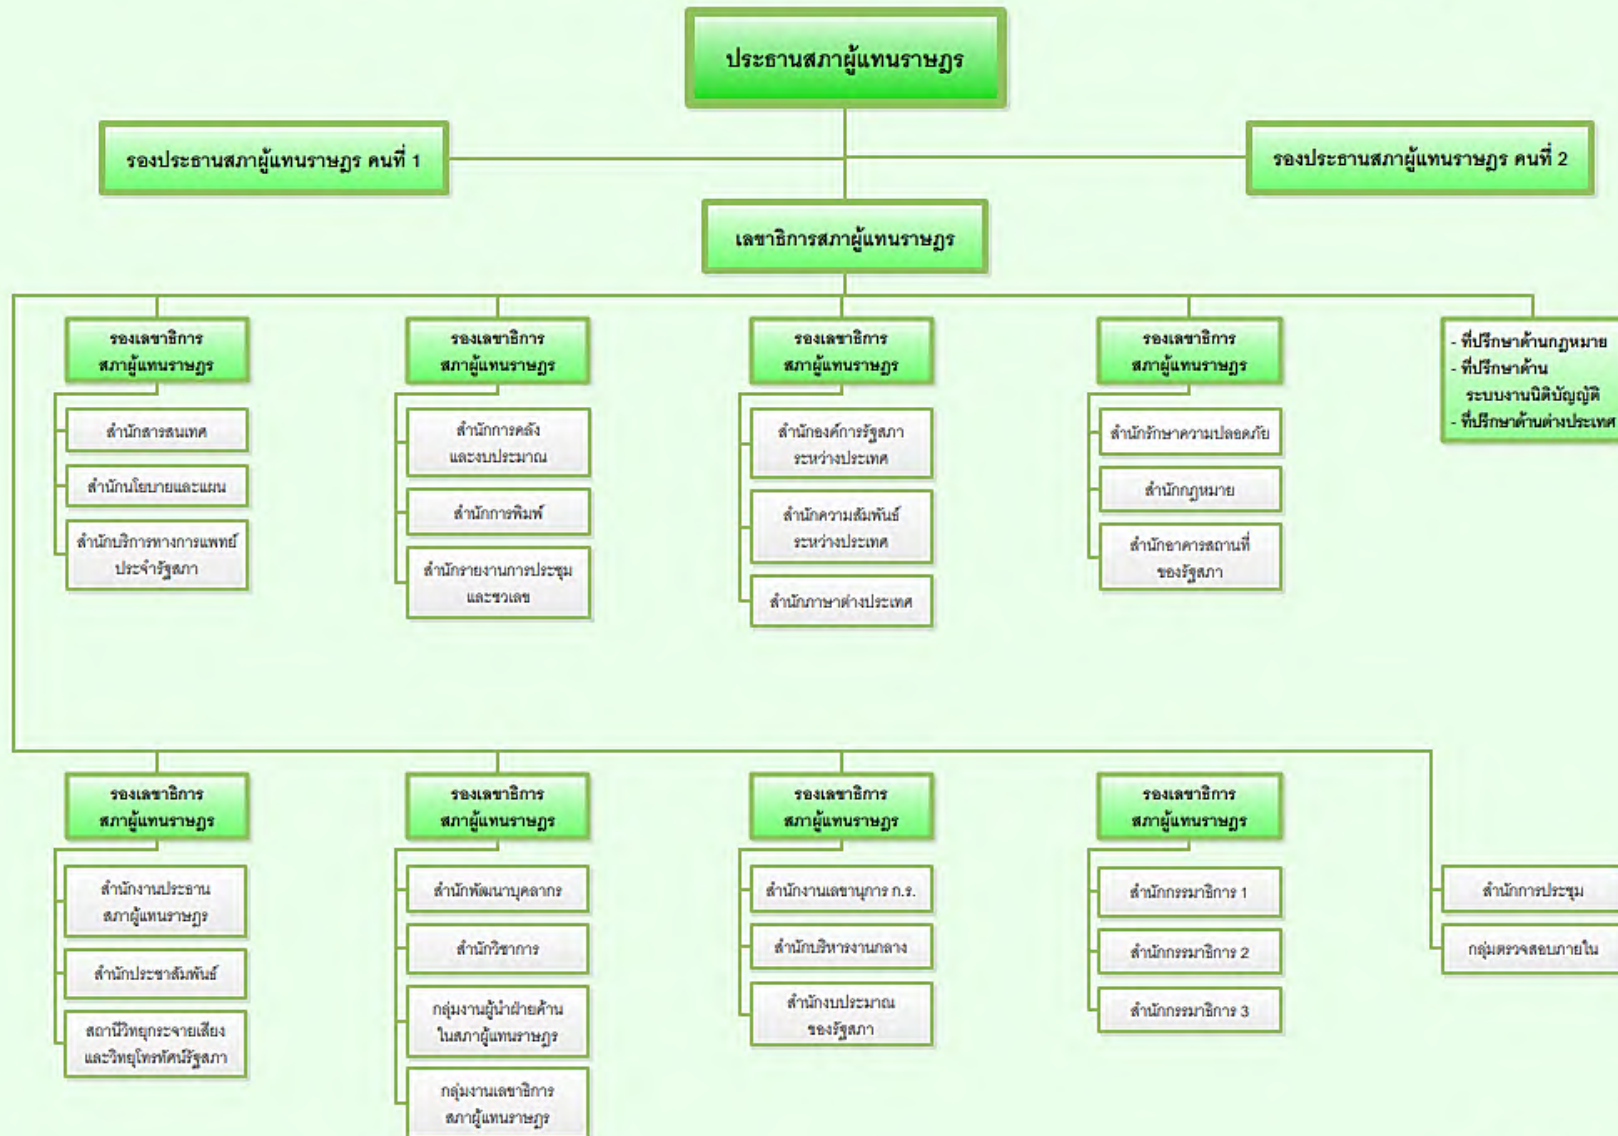 ประธานสภาผู้แทนราษฎร
รองประธานสภาผู้แทนราษฎร คนที่ 1
รองประธานสภาผู้แทนราษฎร คนที่ 2
เลขาธิการสภาผู้แทนราษฎร
รองเลขาธิการ
สภาผู้แทนราษฎร
สำนักสารสนเทศ
สำนักนโยบายและแผน
สำนักบริการทางการแพทย์
ประจำรัฐสภา
รองเลขาธิการ
สภาผู้แทนราษฎร
สำนักการคลัง
และงบประมาณ
สำนักการพิมพ์
สำนักรายงานการประชุม
และชวเลข
รองเลขาธิการ
สภาผู้แทนราษฎร
สำนักองค์การรัฐสภา
ระหว่างประเทศ
สำนักความสัมพันธ์
ระหว่างประเทศ
สำนักภาษาต่างประเทศ
รองเลขาธิการ
สภาผู้แทนราษฎร
สำนักรักษาความปลอดภัย
สำนักกฎหมาย
สำนักอาคารสถานที่
ของรัฐสภา
- ที่ปรึกษาด้านกฎหมาย
- ที่ปรึกษาด้าน
ระบบงานนิติบัญญัติ
- ที่ปรึกษาด้านต่างประเทศ
รองเลขาธิการ
สภาผู้แทนราษฎร
สำนักงานประธาน
สภาผู้แทนราษฎร
สำนักประชาสัมพันธ์
สถานีวิทยุกระจายเสียง
และวิทยุโทรทัศน์รัฐสภา
รองเลขาธิการ
สภาผู้แทนราษฎร
สำนักพัฒนาบุคลากร
สำนักวิชาการ
กลุ่มงานผู้นำฝ่ายค้าน
ในสภาผู้แทนราษฎร
กลุ่มงานเลขาธิการ
สภาผู้แทนราษฎร
รองเลขาธิการ
สภาผู้แทนราษฎร
สำนักงานเลขานุการ ก.ร.
สำนักบริหารงานกลาง
สำนักงบประมาณ
ของรัฐสภา
รองเลขาธิการ
สภาผู้แทนราษฎร
สำนักกรรมาธิการ 1
สำนักกรรมาธิการ 2
สำนักกรรมาธิการ 3
สำนักการประชุม
กลุ่มตรวจสอบภายใน